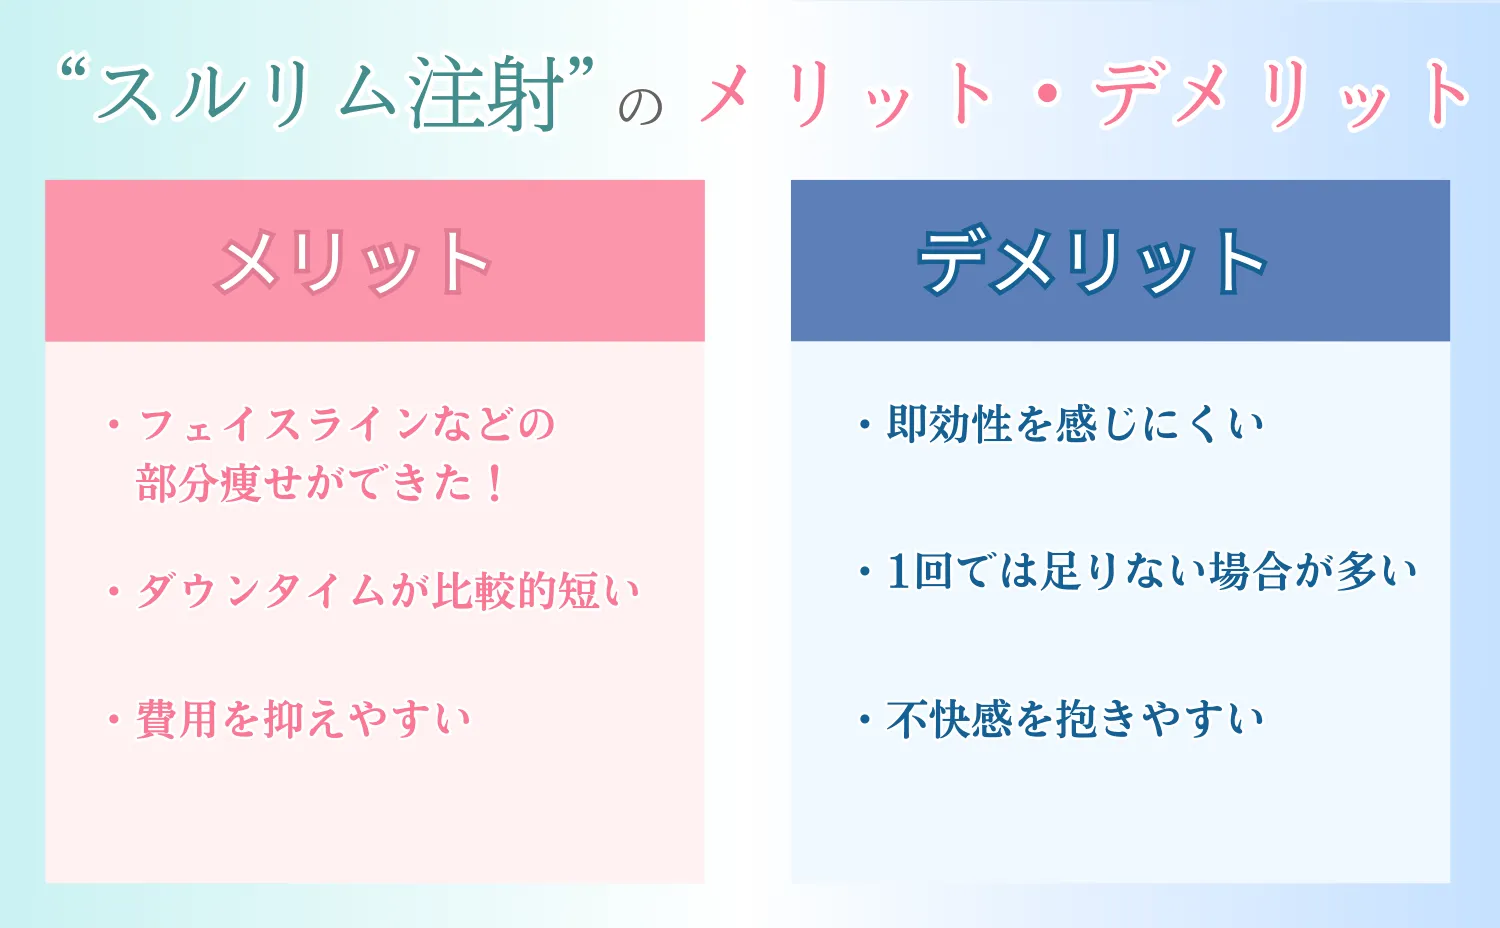 “スルリム注射”のメリット・デメリット
メリット
・フェイスラインなどの
部分痩せができた！
・ダウンタイムが比較的短い
・費用を抑えやすい
デメリット
・即効性を感じにくい
・1回では足りない場合が多い
・不快感を抱きやすい